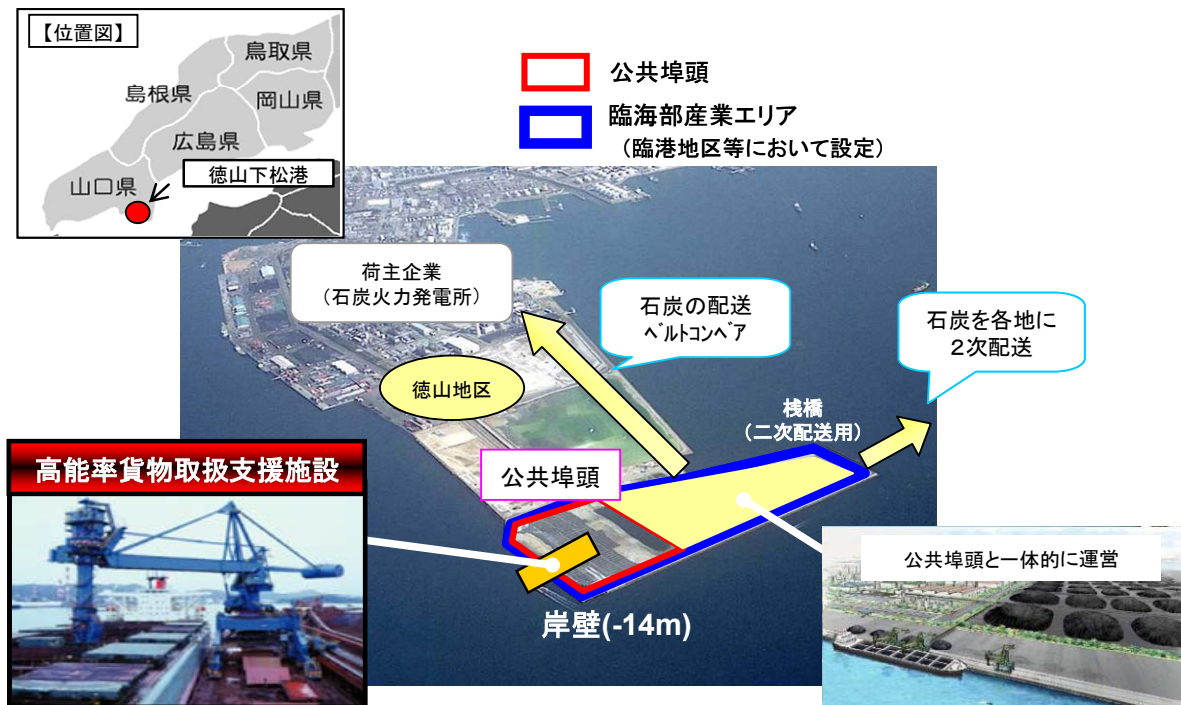 【位置図】
鳥取県
島根県
岡山県
広島県
山口県
徳山下松港
公共埠頭
臨海部産業エリア
（臨港地区等において設定）
荷主企業
（石炭火力発電所）
石炭の配送
ﾍﾞﾙﾄｺﾝﾍﾞｱ
石炭を各地に
２次配送
徳山地区
桟橋
（二次配送用）
高能率貨物取扱支援施設
公共埠頭
岸壁(-14m)
公共埠頭と一体的に運営